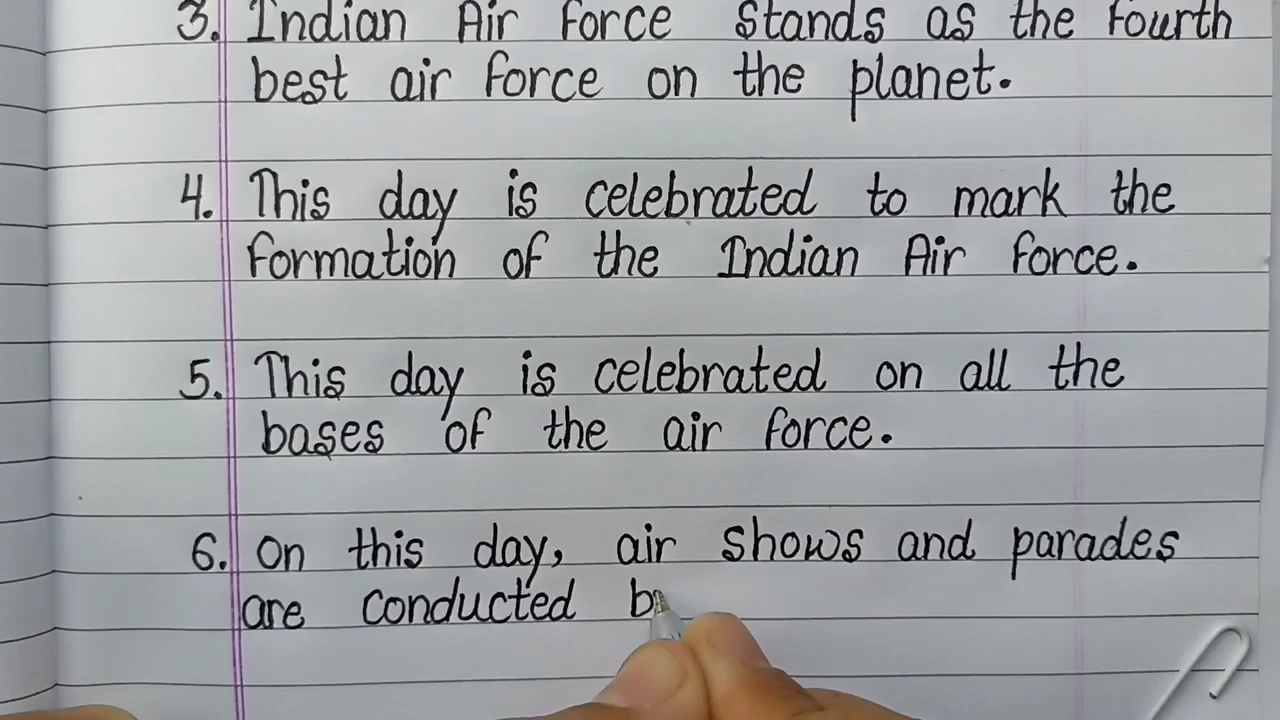 3. Indian Air Force stands as the fourth
best air force on the planet.
4. This day is celebrated to mark the
formation of the Indian Air Force.
5. This day is celebrated on all the
bases of the air force.
6. On this day, air shows and parades
are conducted